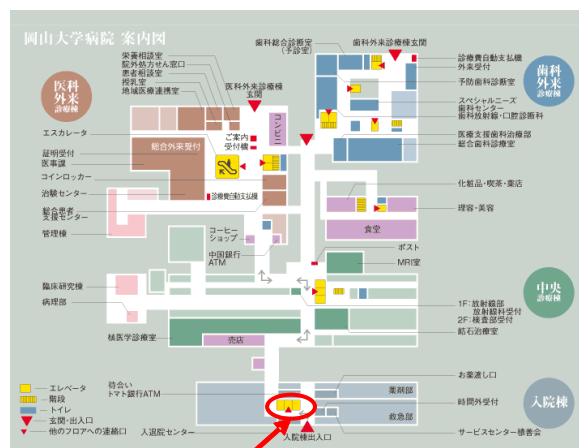 岡山大学病院 案内図
栄養相談室
院外処方せん窓口
患者相談室
授乳室
地域医療連携室
医科外来診療棟
玄関
歯科総合診断室
(予診室)
歯科外来診療棟玄関
診療費自動支払機
外来受付
予防歯科診断室
スペシャルニーズ
歯科センター
歯科放射線・口腔診断科
医療支援歯科治療部
総合歯科診療室
医科
外来
診療棟
歯科
外来
診療棟
コンビニ
ご案内
受付機
エスカレータ
証明受付
医事課
コインロッカー
治験センター
総合患者
支援センター
管理棟
総合外来受付
診療費自動支払機
コーヒー
ショップ
中国銀行
ATM
化粧品・喫茶・薬店
理容・美容
食堂
ポスト
MRI室
中央
診療棟
臨床研究棟
病理部
核医学診療室
売店
1F:放射線部
放射線科受付
2F:検査部受付
結石治療室
待合い
トマト銀行ATM
お薬渡し口
薬剤部
時間外受付
救急部
サービスセンター積善会
入院棟
入退院センター
入院棟出入口
エレベータ
階段
トイレ
玄関・出入口
他のフロアへの連絡口